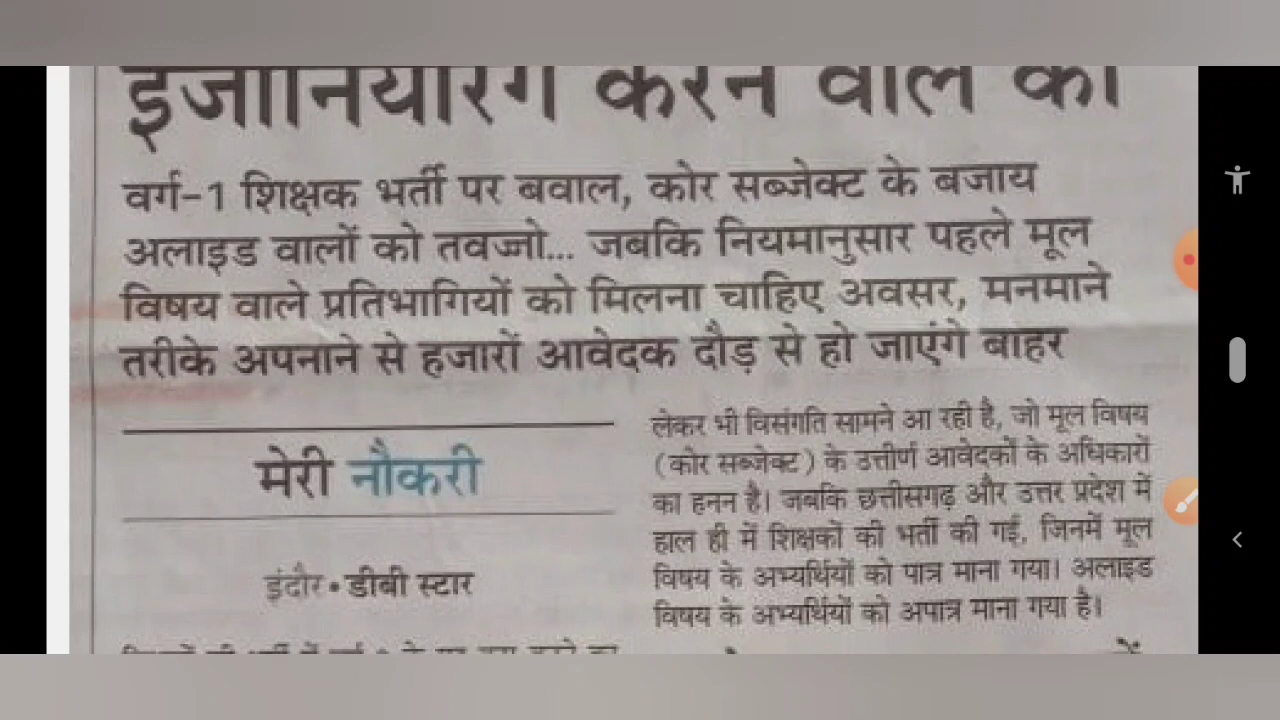 इंजीनियरिंग करने वाले को
वर्ग-1 शिक्षक भर्ती पर बवाल, कोर सब्जेक्ट के बजाय
अलाइड वालों को तवज्जो... जबकि नियमानुसार पहले मूल
विषय वाले प्रतिभागियों को मिलना चाहिए अवसर, मनमाने
तरीके अपनाने से हजारों आवेदक दौड़ से हो जाएंगे बाहर
मेरी नौकरी
इंदौर • डीबी स्टार
लेकर भी विसंगति सामने आ रही है, जो मूल विषय
(कोर सब्जेक्ट) के उत्तीर्ण आवेदकों के अधिकारों
का हनन है। जबकि छत्तीसगढ़ और उत्तर प्रदेश में
हाल ही में शिक्षकों की भर्ती की गई, जिनमें मूल
विषय के अभ्यर्थियों को पात्र माना गया। अलाइड
विषय के अभ्यर्थियों को अपात्र माना गया है।